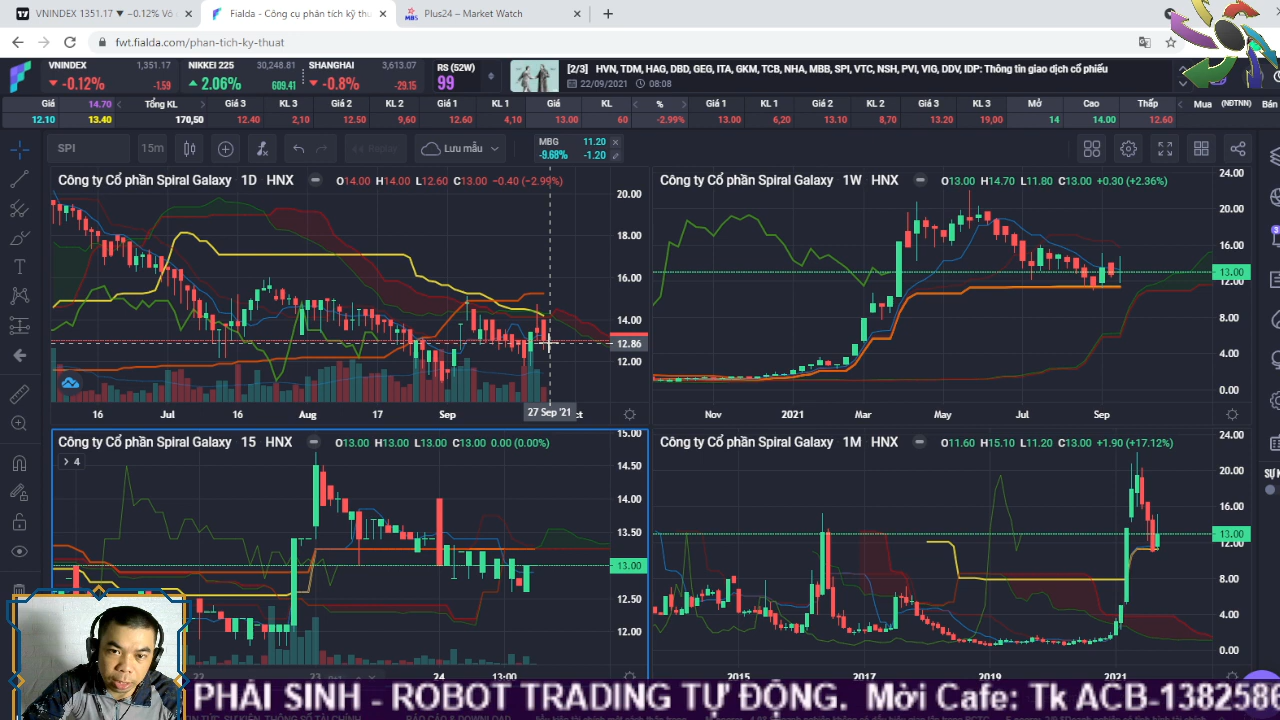 VNINDEX 1351.17 ▼ −0.12% Vô
Fialda - Công cụ phân tích kỹ thu
Plus24 – Market Watch
fwt.fialda.com/phan-tich-ky-thuat
VNINDEX 1,351.17
-0.12% -1.59
NIKKEI 225 30,248.81
2.06% 609.41
SHANGHAI 3,613.07
-0.8% -29.15
RS (52W)
99
[2/3] HVN, TDM, HAG, DBD, GEG, ITA, GKM, TCB, NHA, MBB, SPI, VTC, NSH, PVI, VIG, DDV, IDP: Thông tin giao dịch cổ phiếu
22/09/2021 08:08
Giá 14.70 Tổng KL Giá 3 KL 3 Giá 2 KL 2 Giá 1 KL 1 Giá KL % Giá 1 KL 1 Giá 2 KL 2 Giá 3 KL 3 Mở Cao Thấp Mua (NĐTNN) Bán
12.10 13.40 170,50 12.40 2,10 12.50 9,60 12.60 4,10 13.00 60 -2.99% 13.00 6,20 13.10 8,70 13.20 19,00 14 14.00 12.60
SPI 15m Replay Lưu mẫu
MBG 11.20
-9.68% -1.20
Công ty Cổ phần Spiral Galaxy 1D HNX O14.00 H14.00 L12.60 C13.00 −0.40 (−2.99%)
20.00
18.00
16.00
14.00
12.86
12.00
16 Jul 16 Aug 17 Sep 27 Sep '21
Công ty Cổ phần Spiral Galaxy 1W HNX O13.00 H14.70 L11.80 C13.00 +0.30 (+2.36%)
24.00
20.00
16.00
13.00
12.00
8.00
4.00
0.00
Nov 2021 Mar May Jul Sep
Công ty Cổ phần Spiral Galaxy 15 HNX O13.00 H13.00 L13.00 C13.00 0.00 (0.00%)
4
15.00
14.50
14.00
13.50
13.00
12.50
12.00
22 23 24 13:00
Công ty Cổ phần Spiral Galaxy 1M HNX O11.60 H15.10 L11.20 C13.00 +1.90 (+17.12%)
24.00
20.00
16.00
13.00
12.00
8.00
4.00
0.00
2015 2017 2019 2021
PHÁI SINH - ROBOT TRADING TỰ ĐỘNG. Mời Cafe: Tk ACB-1382586